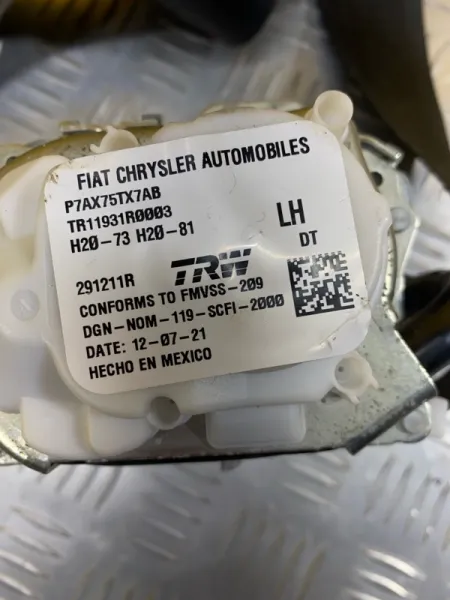 FIAT CHRYSLER AUTOMOBILES
P7AX75TX7AB
TR11931R0003
H20-73 H20-81
LH
DT
291211R
TRW
CONFORMS TO FMVSS-209
DGN-NOM-119-SCFI-2000
DATE: 12-07-21
HECHO EN MEXICO